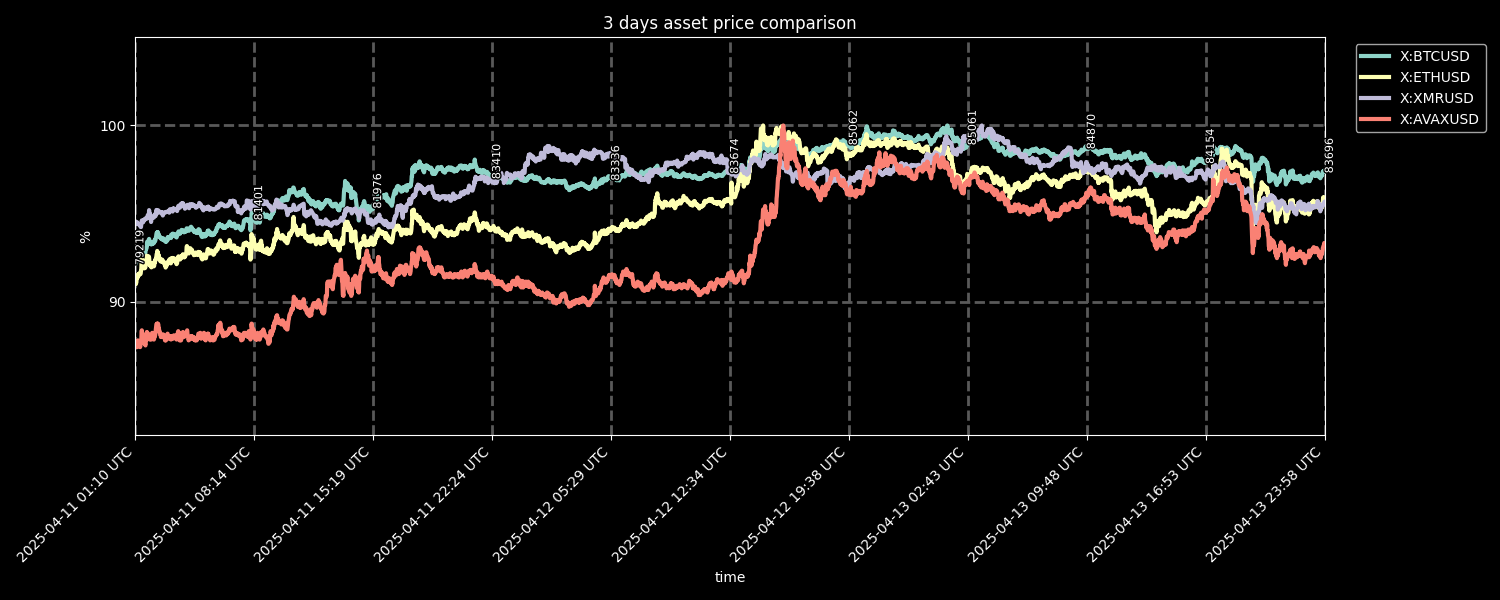 3 days asset price comparison
X:BTCUSD
X:ETHUSD
X:XMRUSD
X:AVAXUSD
100
90
%
79219
81401
81976
83410
83336
83674
85062
85061
84870
84154
83696
2025-04-11 01:10 UTC
2025-04-11 08:14 UTC
2025-04-11 15:19 UTC
2025-04-11 22:24 UTC
2025-04-12 05:29 UTC
2025-04-12 12:34 UTC
2025-04-12 19:38 UTC
2025-04-13 02:43 UTC
2025-04-13 09:48 UTC
2025-04-13 16:53 UTC
2025-04-13 23:58 UTC
time